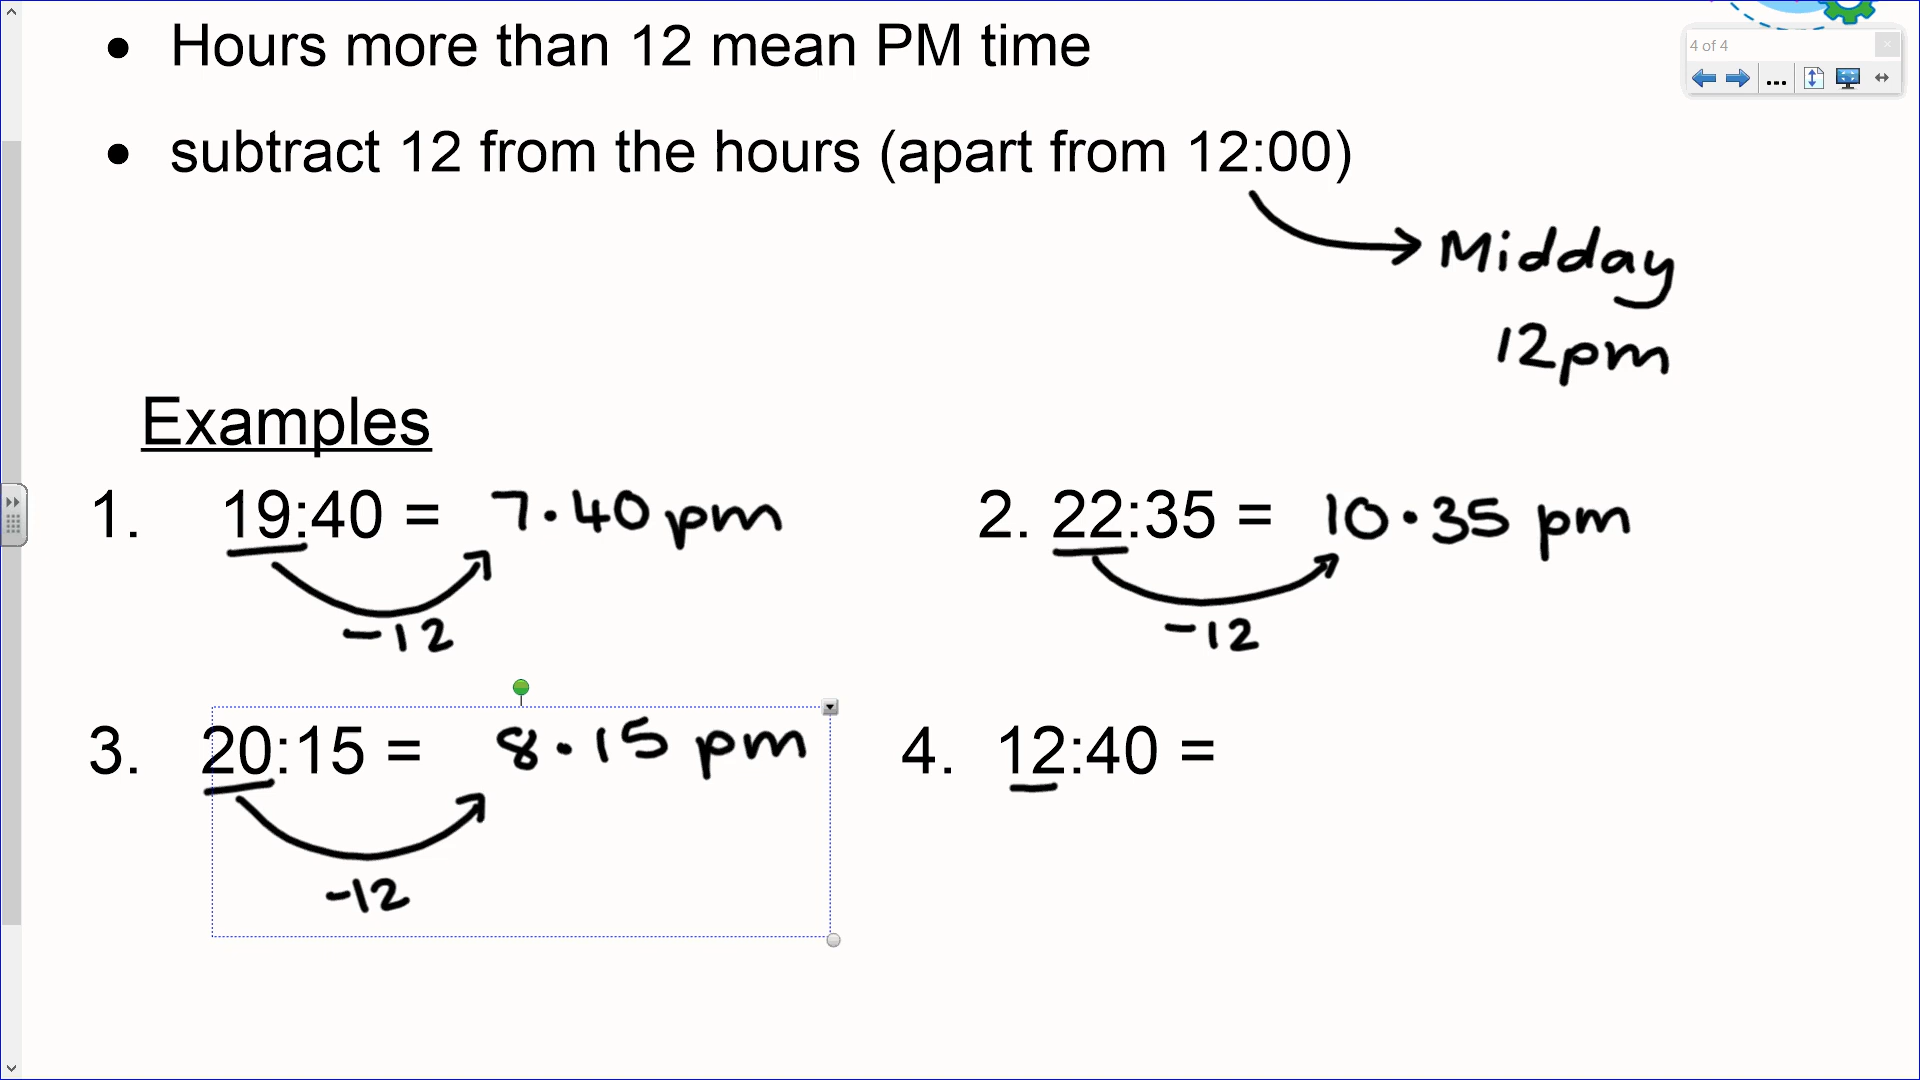 4 of 4
• Hours more than 12 mean PM time
• subtract 12 from the hours (apart from 12:00)
Midday
12pm
Examples
1. 19:40 = 7.40 pm
-12
2. 22:35 = 10.35 pm
-12
3. 20:15 = 8.15 pm
-12
4. 12:40 =